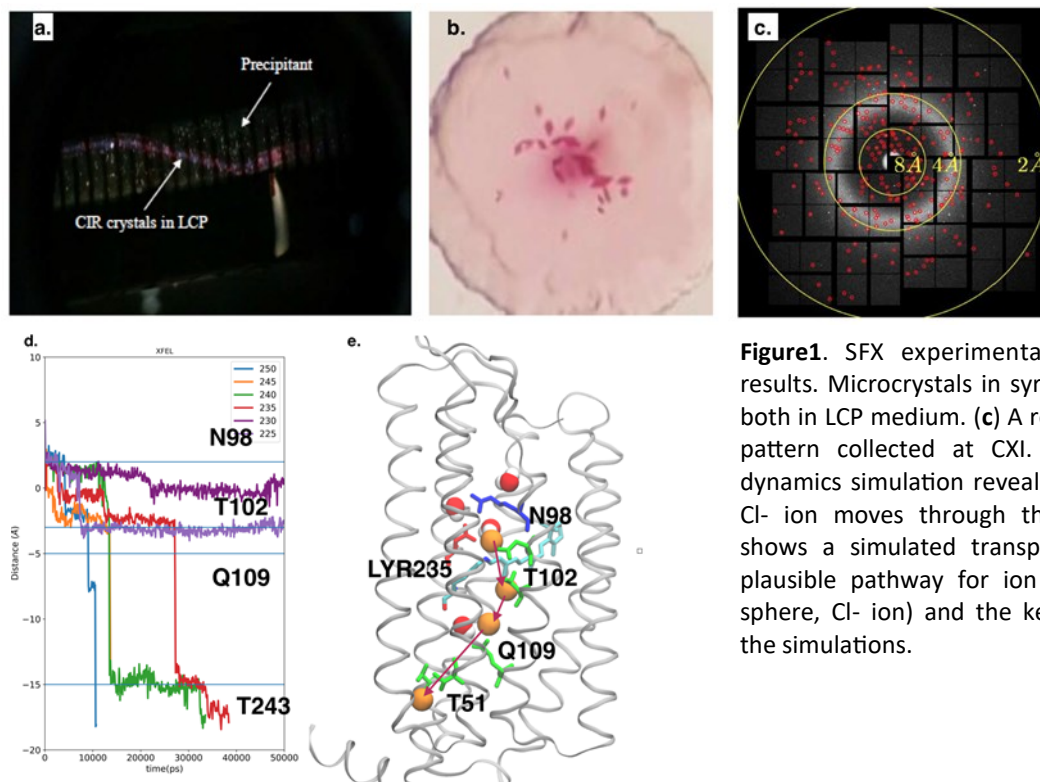 a.
Precipitant
CIR crystals in LCP
b.
c.
8Å 4Å 2Å
d.
XFEL
10
5
0
−5
−10
−15
−20
Distance (A)
250
245
240
235
230
225
N98
T102
Q109
T243
0 10000 20000 30000 40000 50000
time(ps)
e.
N98
LYR235
T102
Q109
T51
Figure1. SFX experimenta
results. Microcrystals in syr
both in LCP medium. (c) A r
pattern collected at CXI.
dynamics simulation reveal
Cl- ion moves through th
shows a simulated transp
plausible pathway for ion
sphere, Cl- ion) and the ke
the simulations.